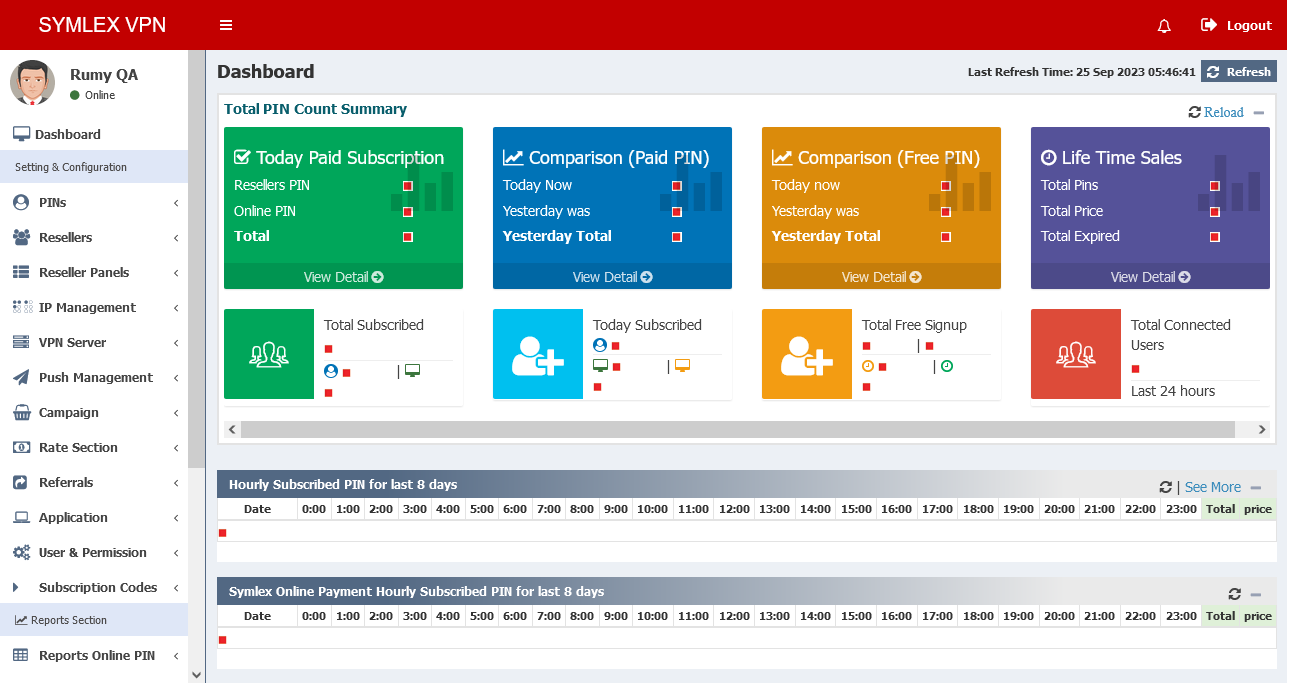 SYMLEX VPN
Logout
Rumy QA
Online
Dashboard
Setting & Configuration
PINs
Resellers
Reseller Panels
IP Management
VPN Server
Push Management
Campaign
Rate Section
Referrals
Application
User & Permission
Subscription Codes
Reports Section
Reports Online PIN
Dashboard
Last Refresh Time: 25 Sep 2023 05:46:41 Refresh
Total PIN Count Summary
Reload
Today Paid Subscription
Resellers PIN
Online PIN
Total
View Detail
Comparison (Paid PIN)
Today Now
Yesterday was
Yesterday Total
View Detail
Comparison (Free PIN)
Today now
Yesterday was
Yesterday Total
View Detail
Life Time Sales
Total Pins
Total Price
Total Expired
View Detail
Total Subscribed
|
Today Subscribed
|
Total Free Signup
|
|
Total Connected
Users
Last 24 hours
Hourly Subscribed PIN for last 8 days
| See More
Date 0:00 1:00 2:00 3:00 4:00 5:00 6:00 7:00 8:00 9:00 10:00 11:00 12:00 13:00 14:00 15:00 16:00 17:00 18:00 19:00 20:00 21:00 22:00 23:00 Total price
Symlex Online Payment Hourly Subscribed PIN for last 8 days
Date 0:00 1:00 2:00 3:00 4:00 5:00 6:00 7:00 8:00 9:00 10:00 11:00 12:00 13:00 14:00 15:00 16:00 17:00 18:00 19:00 20:00 21:00 22:00 23:00 Total price